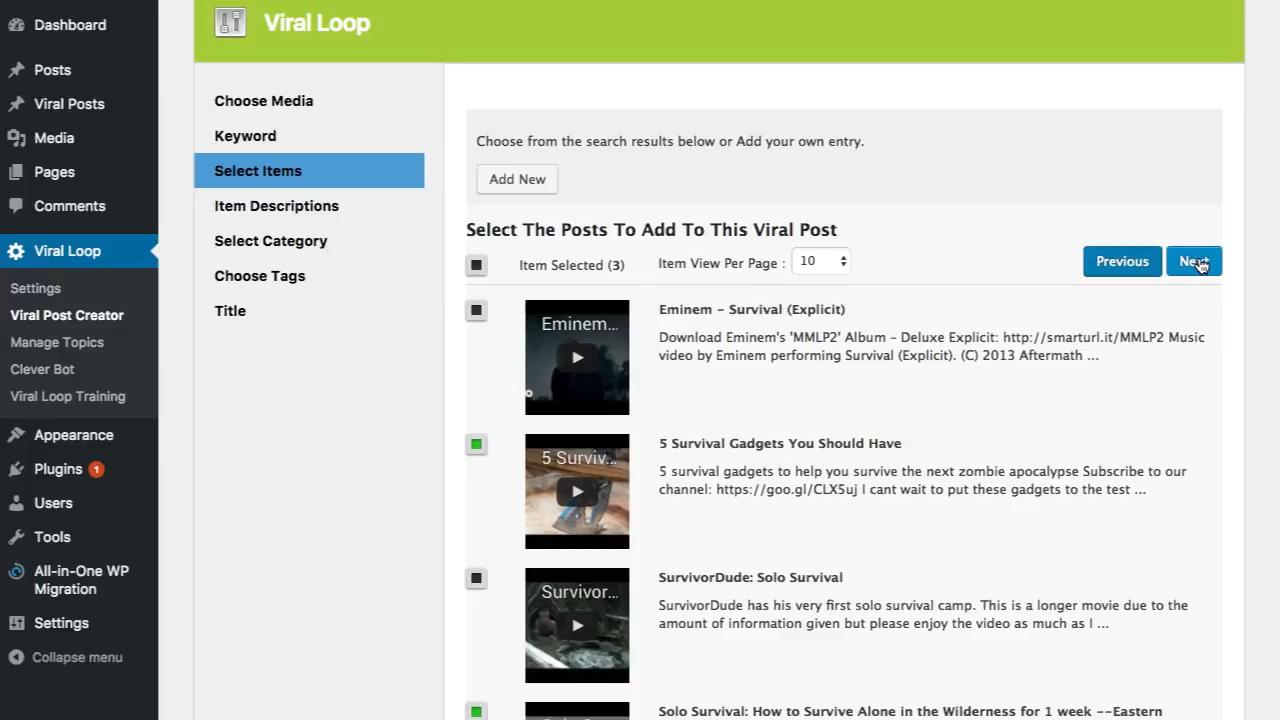 Dashboard
Posts
Viral Posts
Media
Pages
Comments
Viral Loop
Settings
Viral Post Creator
Manage Topics
Clever Bot
Viral Loop Training
Appearance
Plugins 1
Users
Tools
All-in-One WP
Migration
Settings
Collapse menu
Viral Loop
Choose Media
Keyword
Select Items
Item Descriptions
Select Category
Choose Tags
Title
Choose from the search results below or Add your own entry.
Add New
Select The Posts To Add To This Viral Post
Item Selected (3) Item View Per Page : 10 Previous Next
Eminem...
Eminem – Survival (Explicit)
Download Eminem's 'MMLP2' Album – Deluxe Explicit: http://smarturl.it/MMLP2 Music
video by Eminem performing Survival (Explicit). (C) 2013 Aftermath ...
5 Surviv...
5 Survival Gadgets You Should Have
5 survival gadgets to help you survive the next zombie apocalypse Subscribe to our
channel: https://goo.gl/CLX5uj I cant wait to put these gadgets to the test ...
Survivor...
SurvivorDude: Solo Survival
SurvivorDude has his very first solo survival camp. This is a longer movie due to the
amount of information given but please enjoy the video as much as I ...
Solo Survival: How to Survive Alone in the Wilderness for 1 week --Eastern